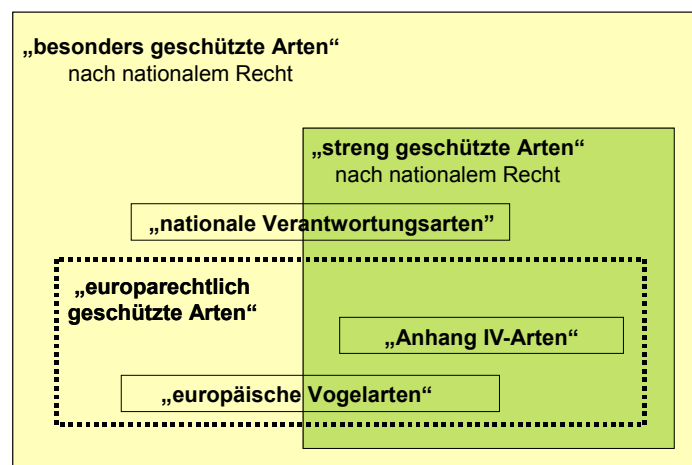 „besonders geschützte Arten“
nach nationalem Recht
„streng geschützte Arten“
nach nationalem Recht
„nationale Verantwortungsarten”
„europarechtlich
geschützte Arten“
„Anhang IV-Arten“
„europäische Vogelarten“